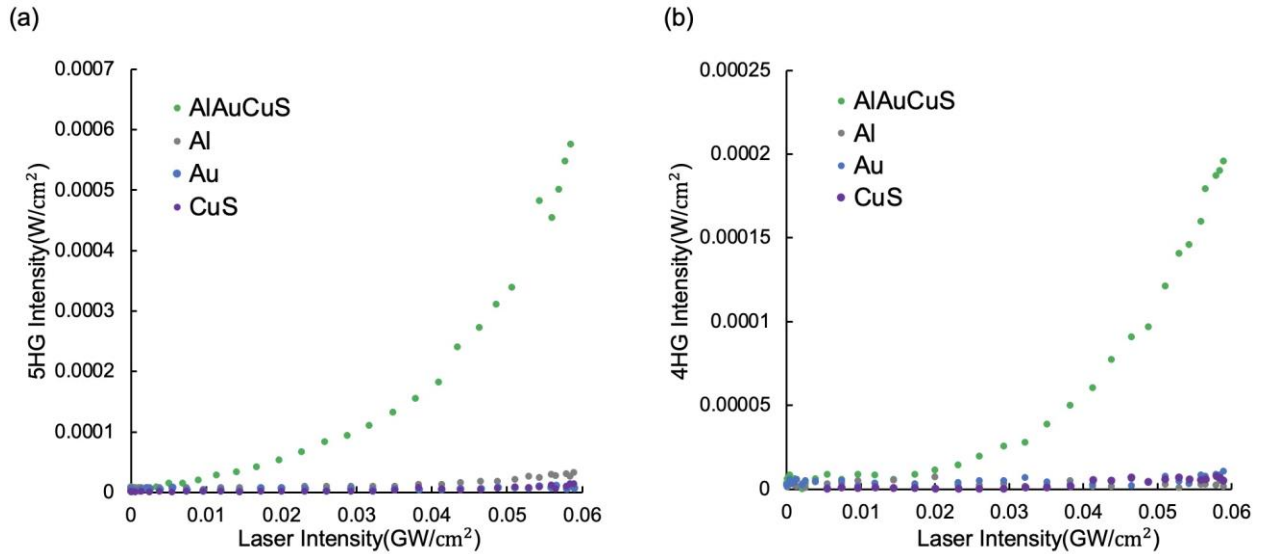 (a)
0.0007
0.0006
0.0005
0.0004
0.0003
0.0002
0.0001
0
5HG Intensity(W/cm²)
AlAuCuS
Al
Au
CuS
0 0.01 0.02 0.03 0.04 0.05 0.06
Laser Intensity(GW/cm²)
(b)
0.00025
0.0002
0.00015
0.0001
0.00005
0
4HG Intensity(W/cm²)
AlAuCuS
Al
Au
CuS
0 0.01 0.02 0.03 0.04 0.05 0.06
Laser Intensity(GW/cm²)